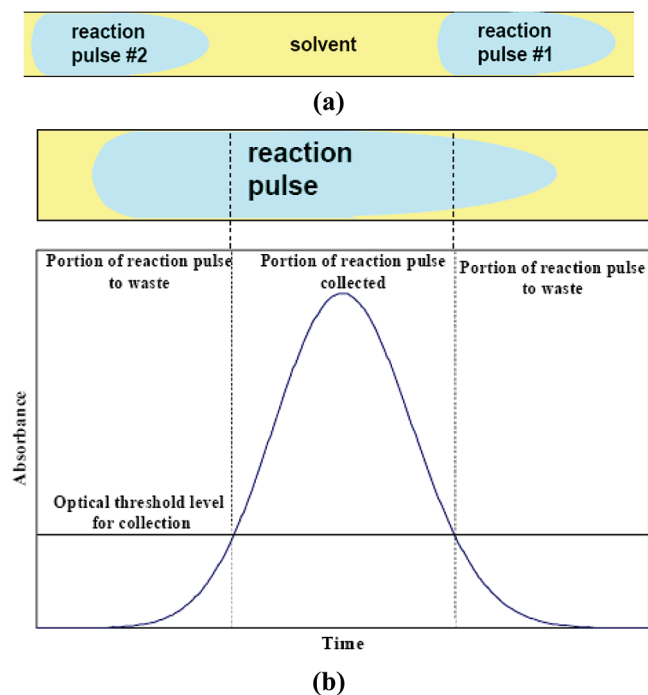 reaction
pulse #2
solvent
reaction
pulse #1
(a)
reaction
pulse
Portion of reaction pulse
to waste
Portion of reaction pulse
collected
Portion of reaction pulse
to waste
Absorbance
Optical threshold level
for collection
Time
(b)